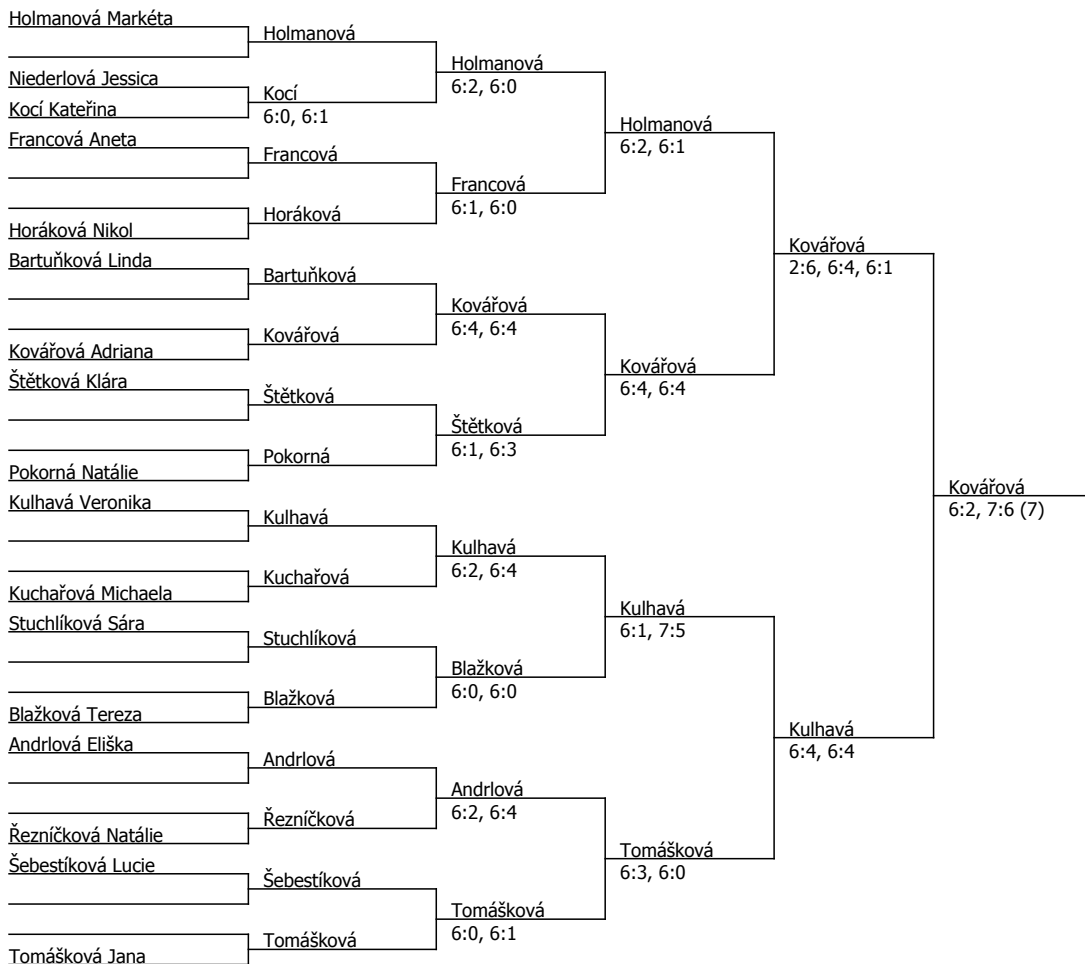 Holmanová Markéta
Niederlová Jessica
Kocí Kateřina
Francová Aneta
Horáková Nikol
Bartuňková Linda
Kovářová Adriana
Štětková Klára
Pokorná Natálie
Kulhavá Veronika
Kuchařová Michaela
Stuchlíková Sára
Blažková Tereza
Andrlová Eliška
Řezníčková Natálie
Šebestíková Lucie
Tomášková Jana
Holmanová
Kocí
6:0, 6:1
Francová
Horáková
Bartuňková
Kovářová
Štětková
Pokorná
Kulhavá
Kuchařová
Stuchlíková
Blažková
Andrlová
Řezníčková
Šebestíková
Tomášková
Holmanová
6:2, 6:0
Francová
6:1, 6:0
Kovářová
6:4, 6:4
Štětková
6:1, 6:3
Kulhavá
6:2, 6:4
Blažková
6:0, 6:0
Andrlová
6:2, 6:4
Tomášková
6:0, 6:1
Holmanová
6:2, 6:1
Kovářová
6:4, 6:4
Kulhavá
6:1, 7:5
Tomášková
6:3, 6:0
Kovářová
2:6, 6:4, 6:1
Kulhavá
6:4, 6:4
Kovářová
6:2, 7:6 (7)